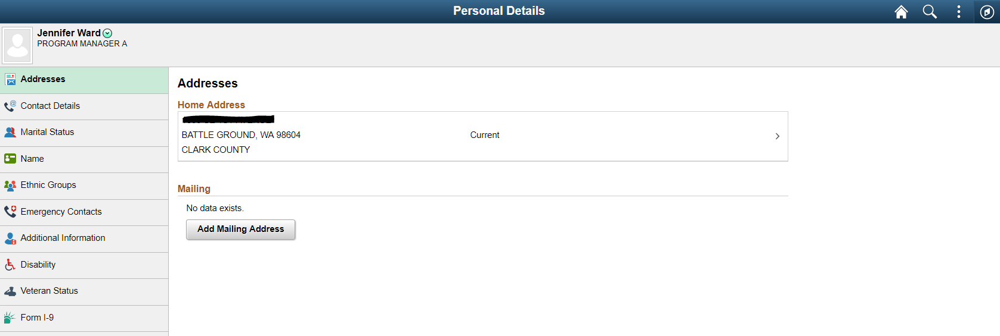 Personal Details
Jennifer Ward
PROGRAM MANAGER A
Addresses
Contact Details
Marital Status
Name
Ethnic Groups
Emergency Contacts
Additional Information
Disability
Veteran Status
Form I-9
Addresses
Home Address
BATTLE GROUND, WA 98604
Current
CLARK COUNTY
Mailing
No data exists.
Add Mailing Address